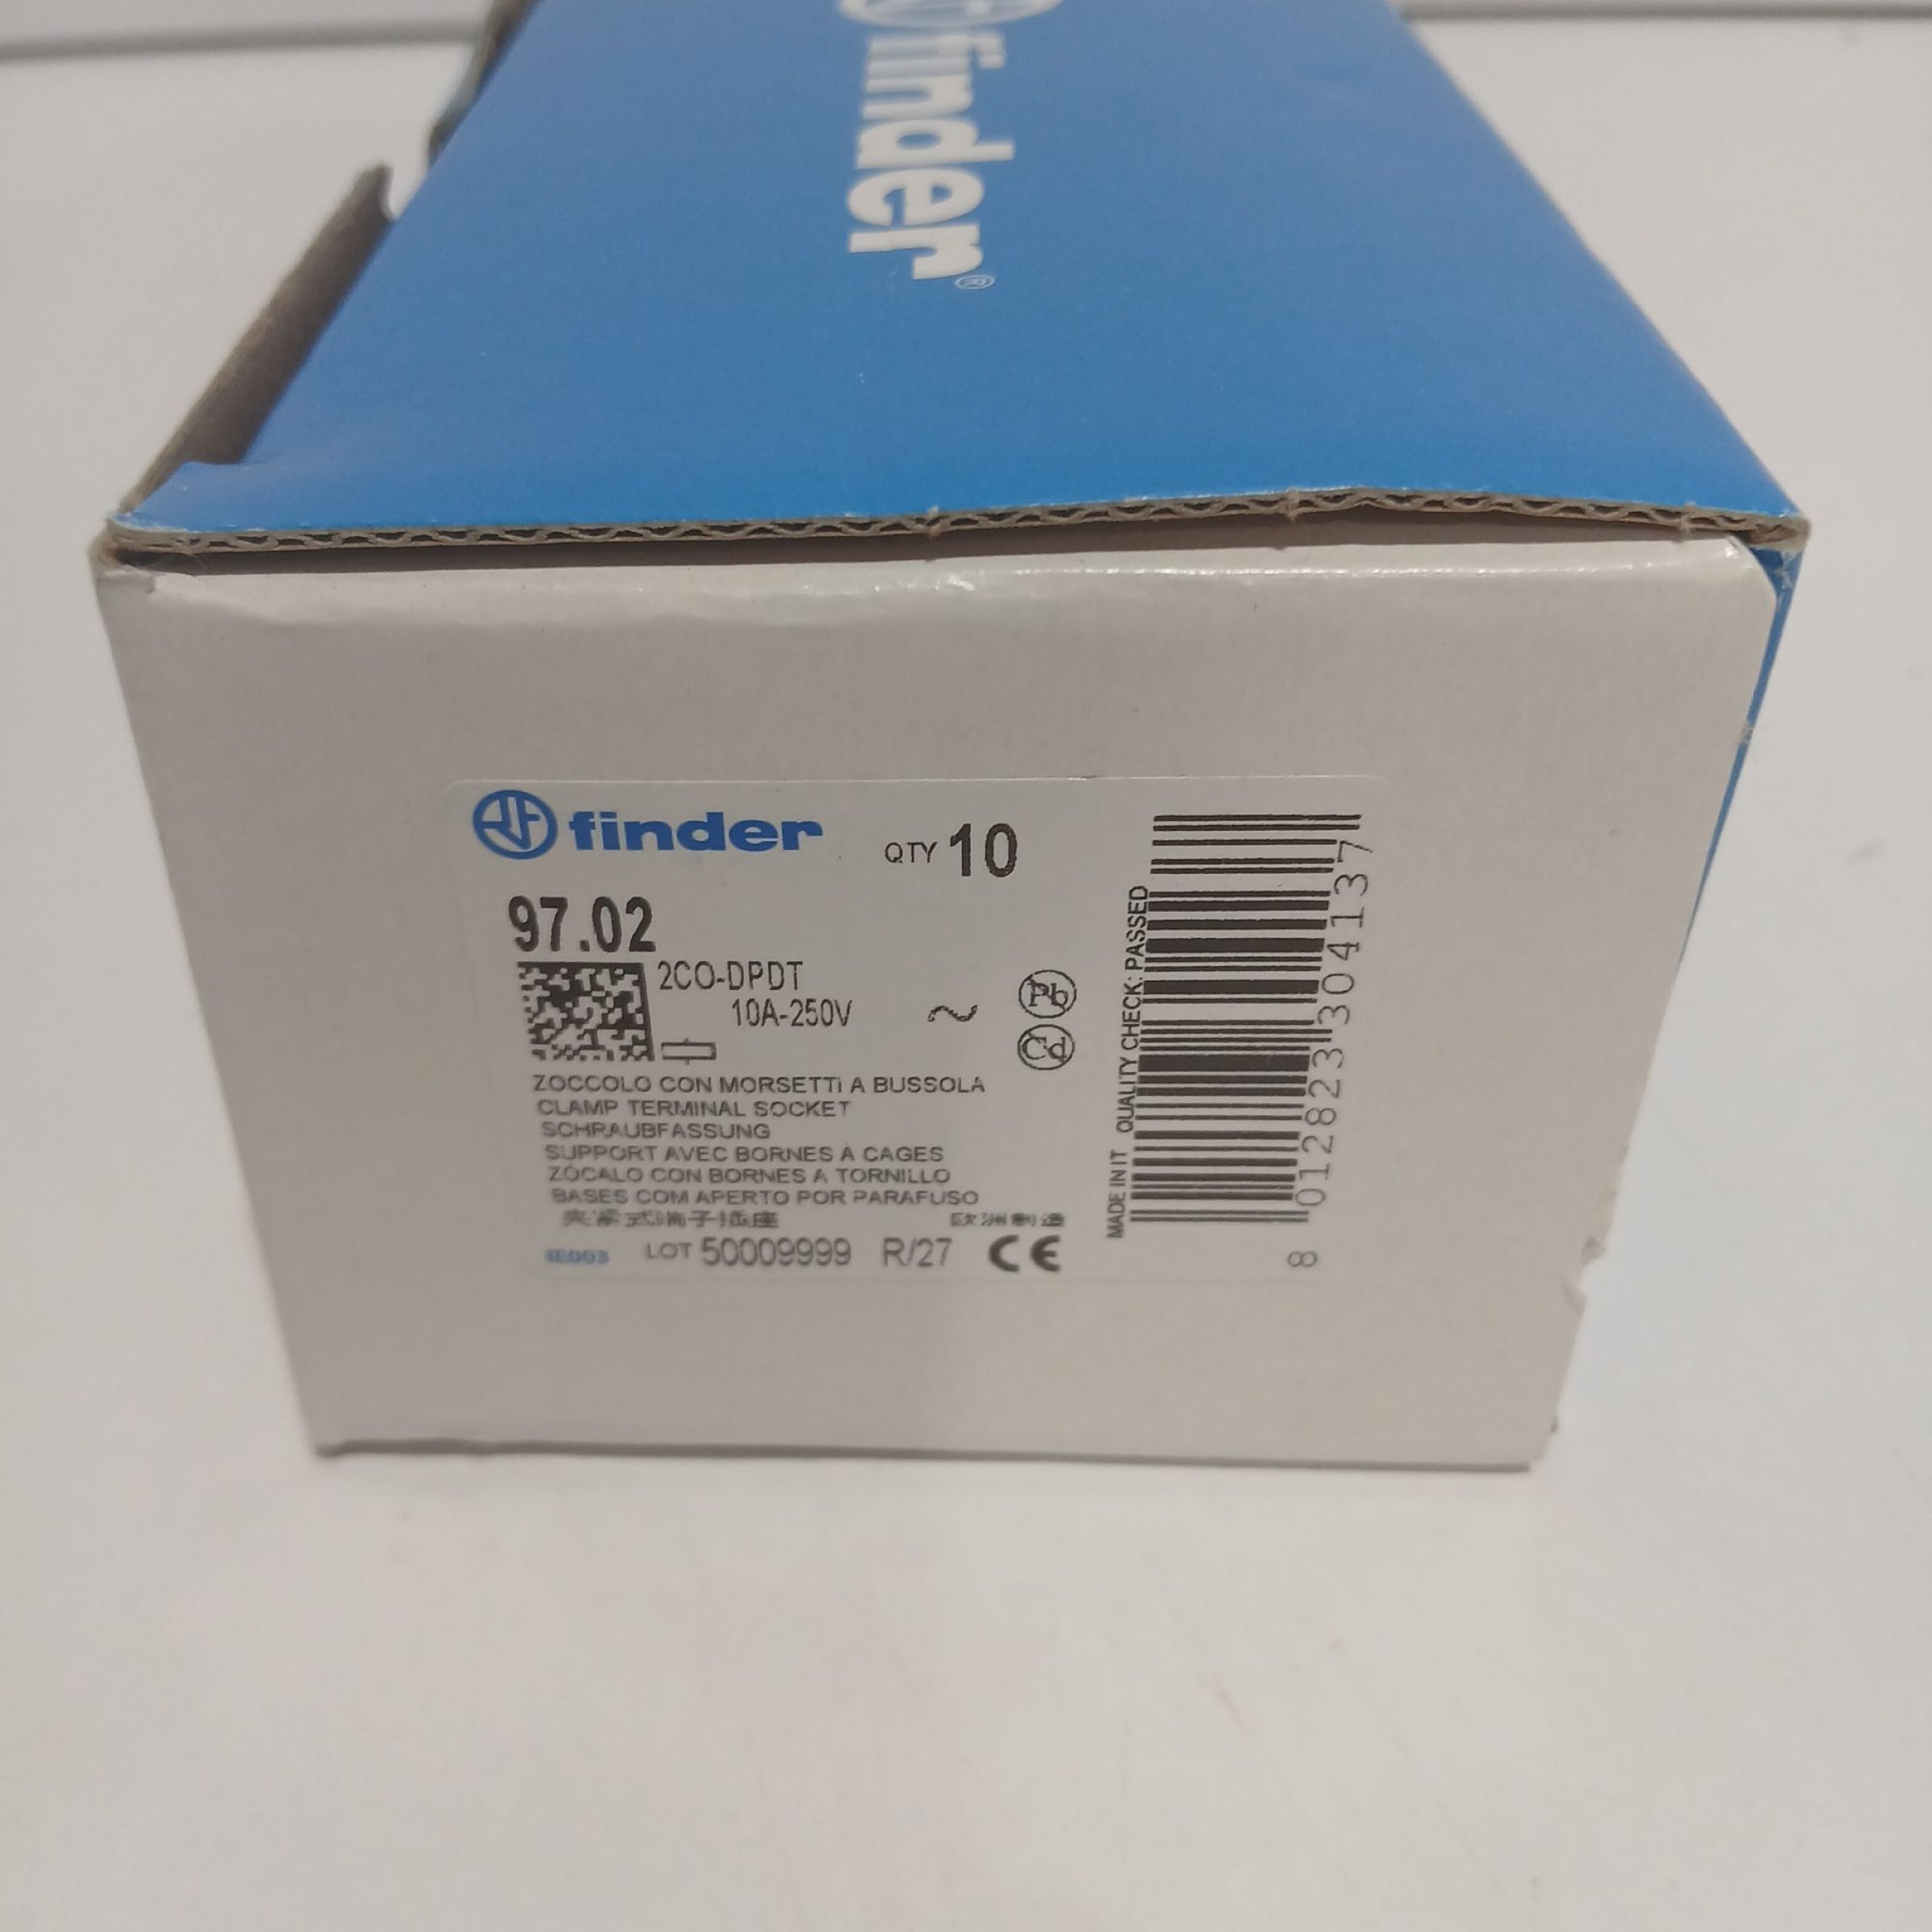 finder®
finder QTY 10
97.02
2CO-DPDT
10A-250V ~
Pb
Cd
ZOCCOLO CON MORSETTI A BUSSOLA
CLAMP TERMINAL SOCKET
SCHRAUBFASSUNG
SUPPORT AVEC BORNES À CAGES
ZÓCALO CON BORNES A TORNILLO
BASES COM APERTO POR PARAFUSO
夹紧式端子插座 欧洲制造
IE003 LOT 50009999 R/27 CE
MADE IN IT QUALITY CHECK: PASSED
8 012823 304137